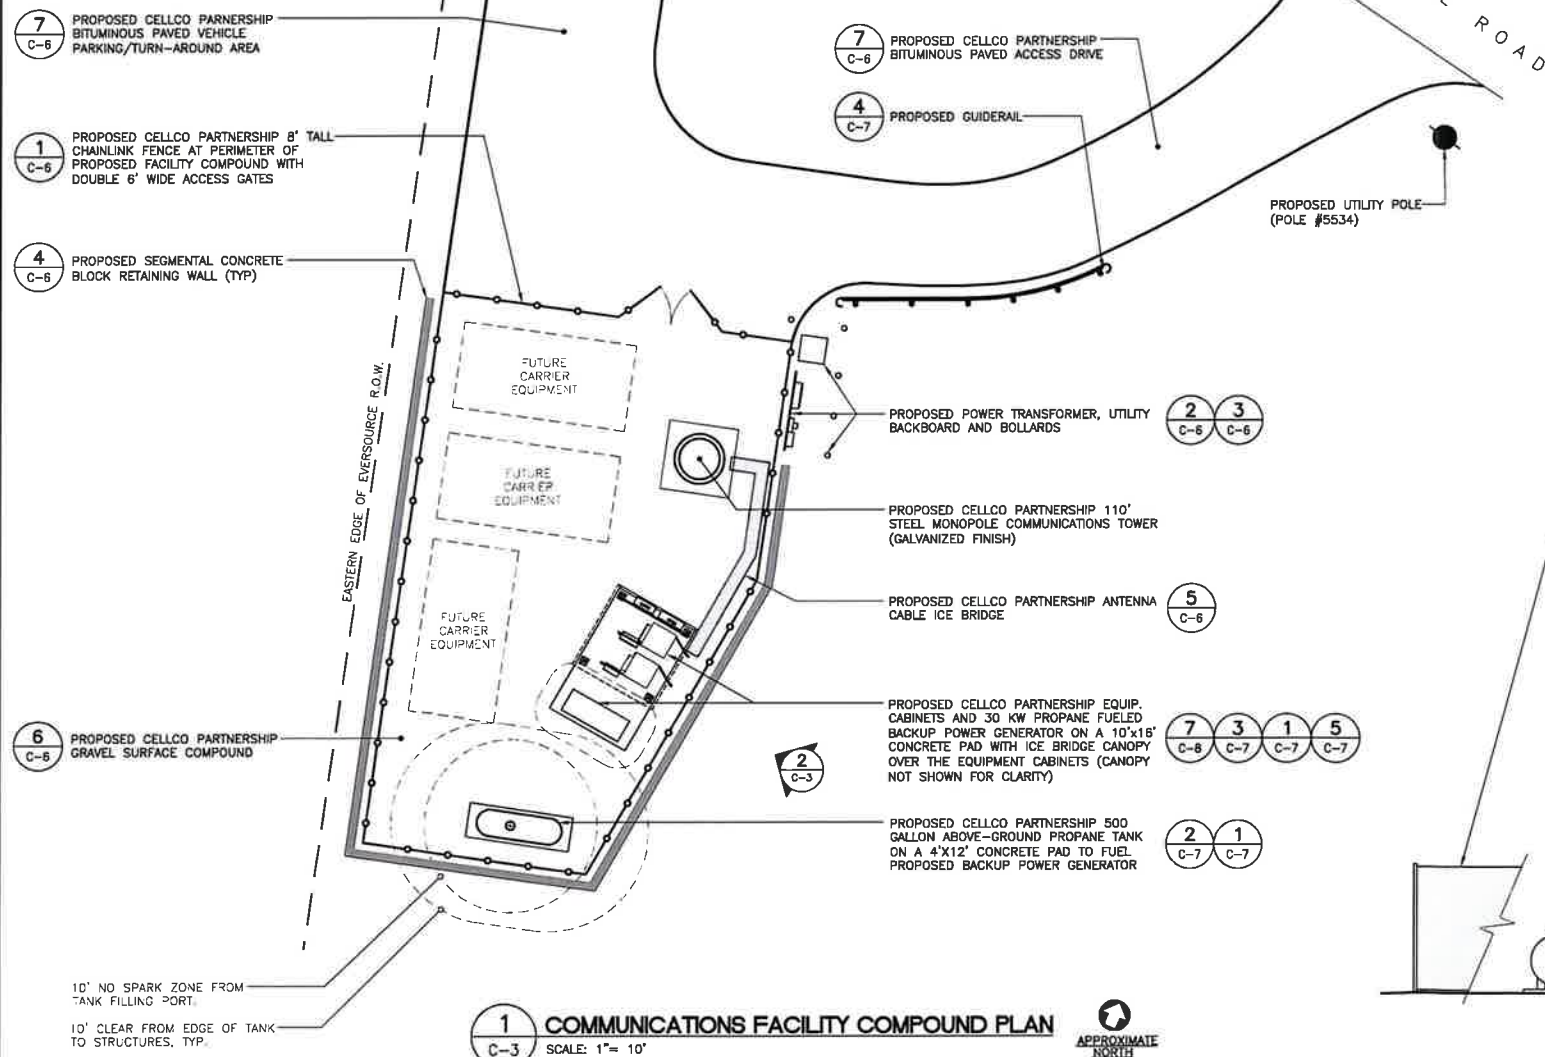 7
C-6
PROPOSED CELLCO PARNERSHIP
BITUMINOUS PAVED VEHICLE
PARKING/TURN-AROUND AREA
7
C-6
PROPOSED CELLCO PARTNERSHIP
BITUMINOUS PAVED ACCESS DRIVE
ROAD
4
C-7
PROPOSED GUIDERAIL
1
C-6
PROPOSED CELLCO PARTNERSHIP 8' TALL
CHAINLINK FENCE AT PERIMETER OF
PROPOSED FACILITY COMPOUND WITH
DOUBLE 6' WIDE ACCESS GATES
PROPOSED UTILITY POLE
(POLE #5534)
4
C-6
PROPOSED SEGMENTAL CONCRETE
BLOCK RETAINING WALL (TYP)
EASTERN EDGE OF EVERSOURCE R.O.W.
FUTURE
CARRIER
EQUIPMENT
FUTURE
CARRIER
EQUIPMENT
FUTURE
CARRIER
EQUIPMENT
PROPOSED POWER TRANSFORMER, UTILITY
BACKBOARD AND BOLLARDS
2
C-6
3
C-6
PROPOSED CELLCO PARTNERSHIP 110'
STEEL MONOPOLE COMMUNICATIONS TOWER
(GALVANIZED FINISH)
PROPOSED CELLCO PARTNERSHIP ANTENNA
CABLE ICE BRIDGE
5
C-6
PROPOSED CELLCO PARTNERSHIP EQUIP.
CABINETS AND 30 KW PROPANE FUELED
BACKUP POWER GENERATOR ON A 10'x16'
CONCRETE PAD WITH ICE BRIDGE CANOPY
OVER THE EQUIPMENT CABINETS (CANOPY
NOT SHOWN FOR CLARITY)
7
C-6
3
C-7
1
C-7
5
C-7
6
C-6
PROPOSED CELLCO PARTNERSHIP
GRAVEL SURFACE COMPOUND
2
C-3
PROPOSED CELLCO PARTNERSHIP 500
GALLON ABOVE-GROUND PROPANE TANK
ON A 4'X12' CONCRETE PAD TO FUEL
PROPOSED BACKUP POWER GENERATOR
2
C-7
1
C-7
10' NO SPARK ZONE FROM
TANK FILLING PORT.
10' CLEAR FROM EDGE OF TANK
TO STRUCTURES, TYP.
1
C-3
COMMUNICATIONS FACILITY COMPOUND PLAN
SCALE: 1"= 10'
APPROXIMATE
NORTH